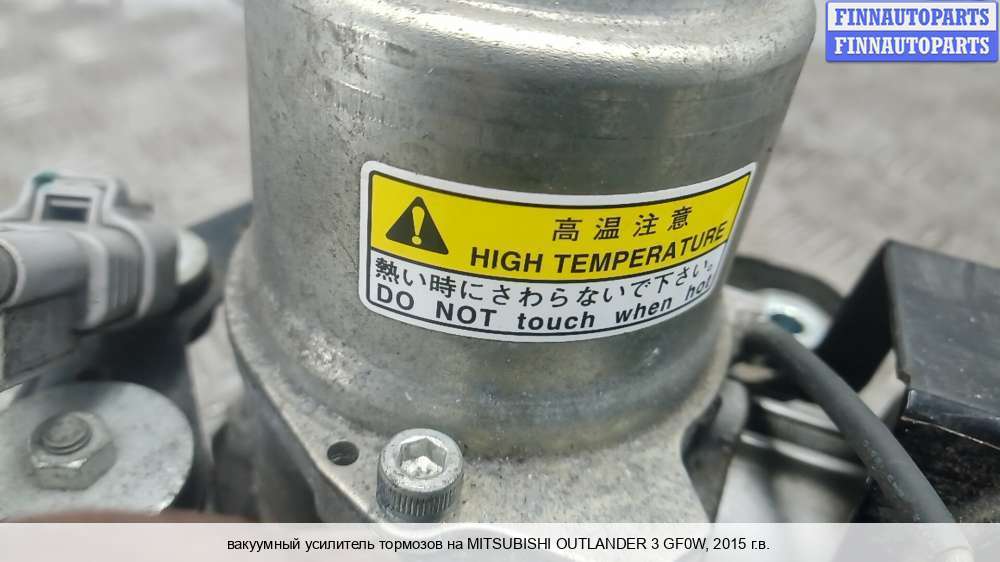 FINNAUTOPARTS
FINNAUTOPARTS
高温注意
HIGH TEMPERATURE
熱い時にさわらないで下さい。
DO NOT touch when hot
вакуумный усилитель тормозов на MITSUBISHI OUTLANDER 3 GF0W, 2015 г.в.